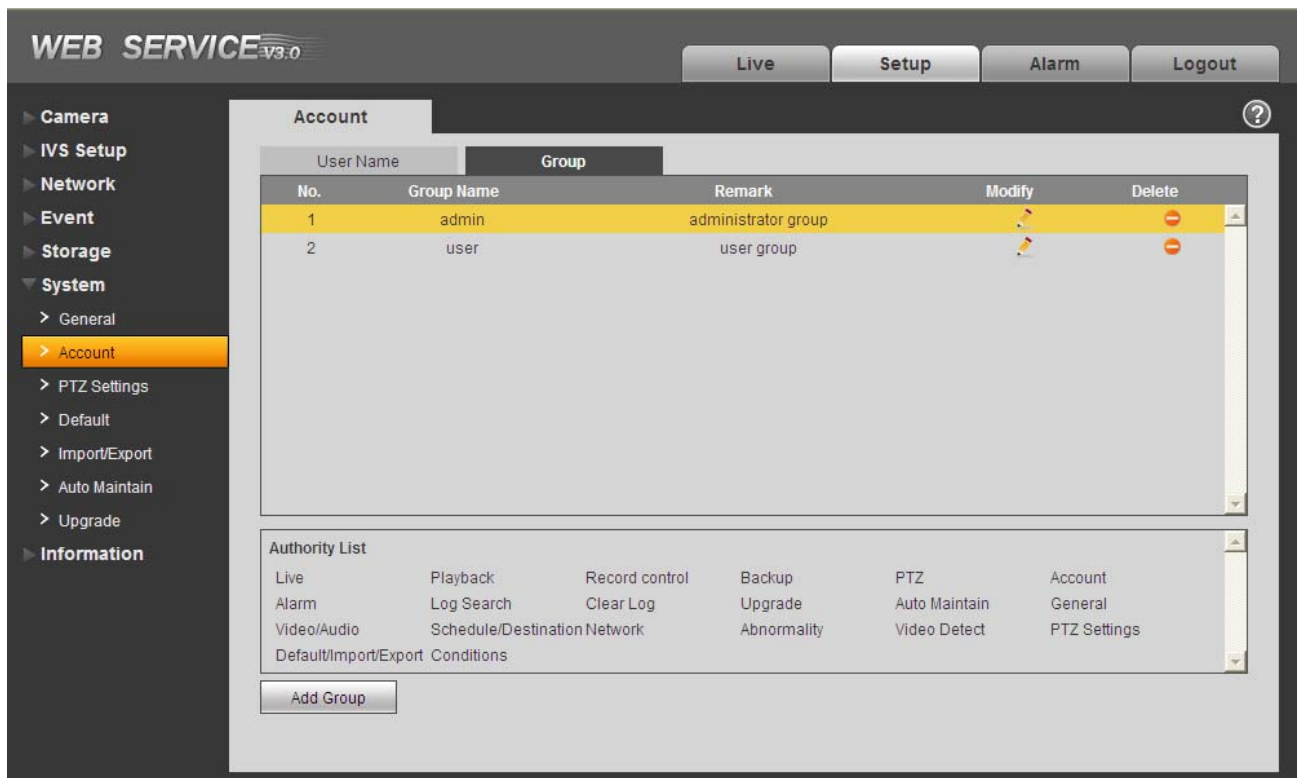 WEB SERVICE V3.0
Live Setup Alarm Logout
Camera
IVS Setup
Network
Event
Storage
System
> General
> Account
> PTZ Settings
> Default
> Import/Export
> Auto Maintain
> Upgrade
Information
Account
?
User Name Group
No. Group Name Remark Modify Delete
1 admin administrator group
2 user user group
Authority List
Live Playback Record control Backup PTZ Account
Alarm Log Search Clear Log Upgrade Auto Maintain General
Video/Audio Schedule/Destination Network Abnormality Video Detect PTZ Settings
Default/Import/Export Conditions
Add Group